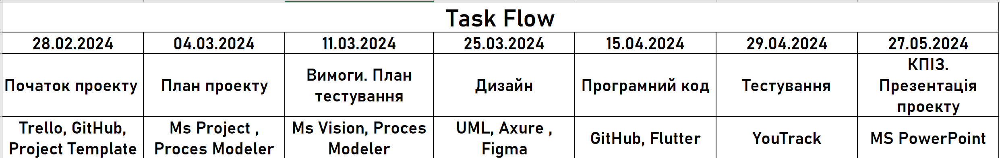 Task Flow
28.02.2024 04.03.2024 11.03.2024 25.03.2024 15.04.2024 29.04.2024 27.05.2024
Початок проекту
План проекту
Вимоги. План
тестування
Дизайн
Програмний код
Тестування
КПІЗ.
Презентація
проекту
Trello, GitHub,
Project Template
Ms Project ,
Proces Modeler
Ms Vision, Proces
Modeler
UML, Axure ,
Figma
GitHub, Flutter
YouTrack
MS PowerPoint